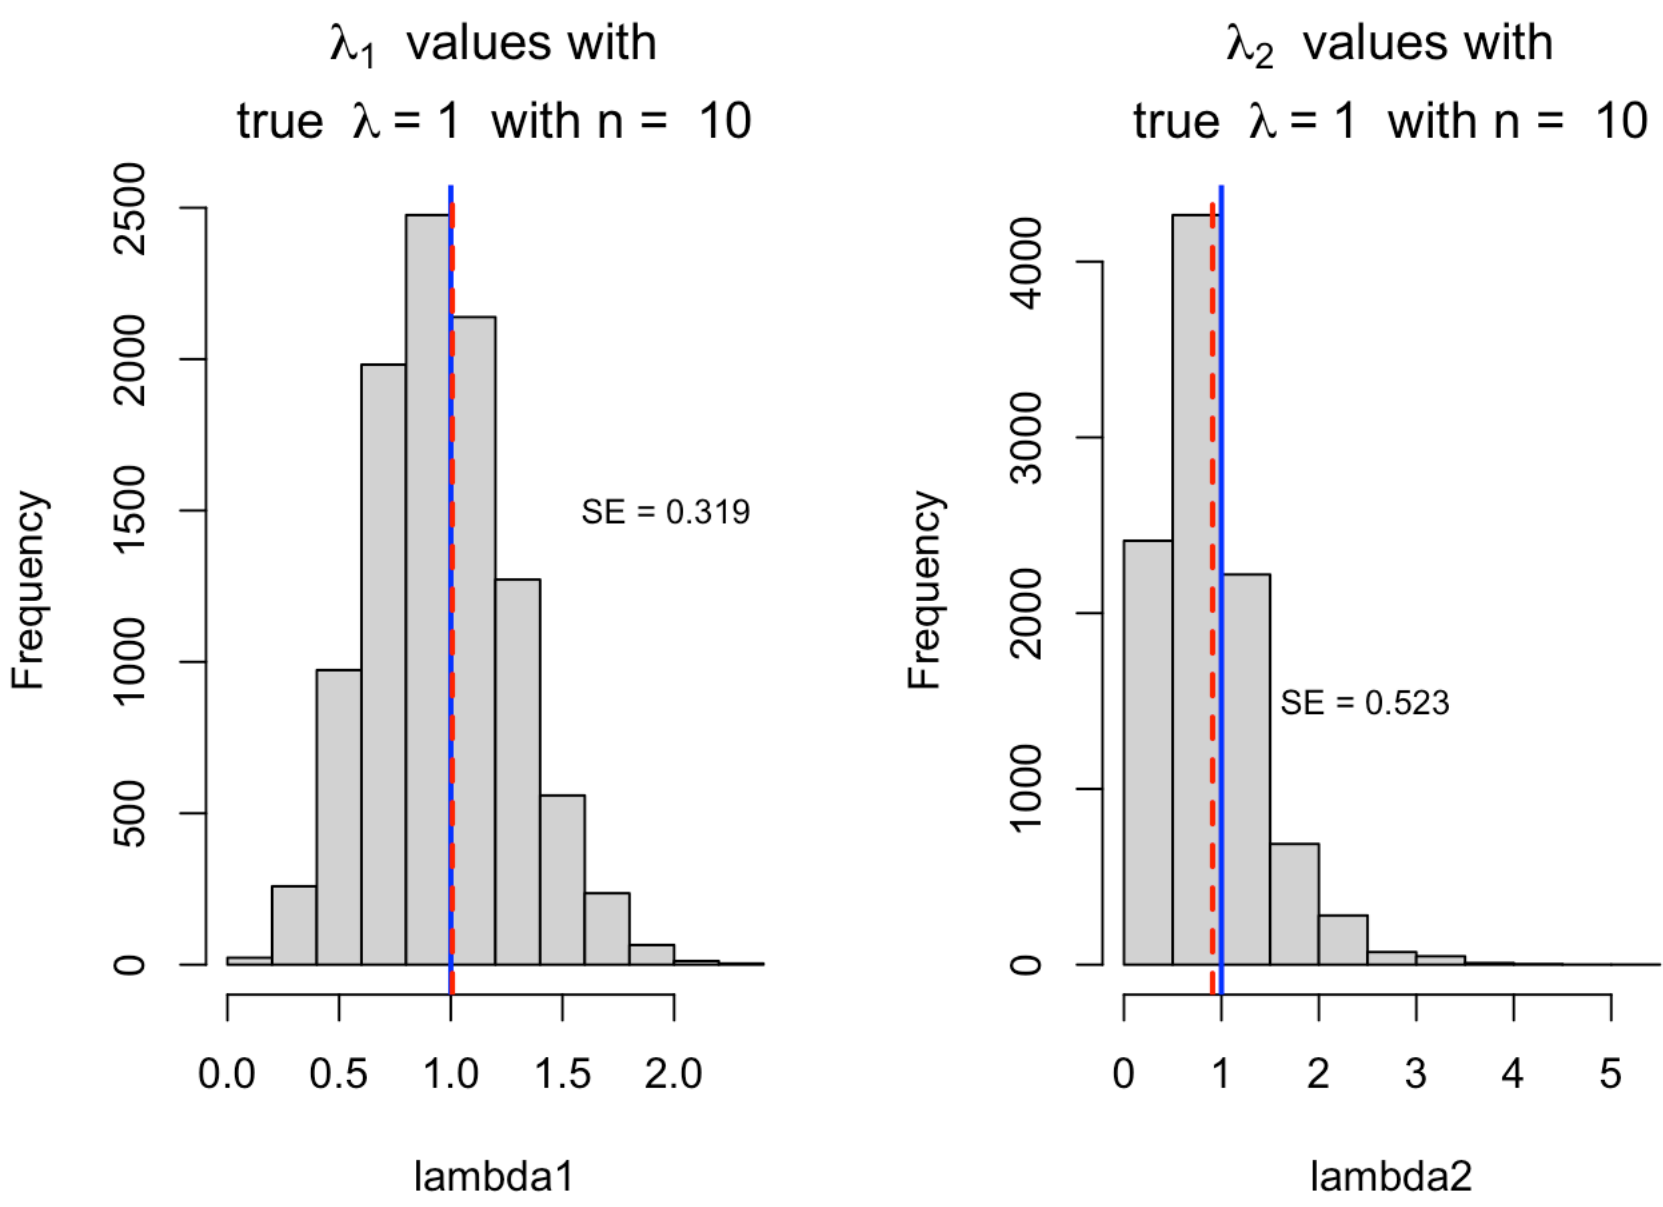 λ₁ values with
true λ = 1 with n = 10
Frequency
2500
2000
1500
1000
500
0
SE = 0.319
0.0 0.5 1.0 1.5 2.0
lambda1
λ₂ values with
true λ = 1 with n = 10
Frequency
4000
3000
2000
1000
0
SE = 0.523
0 1 2 3 4 5
lambda2